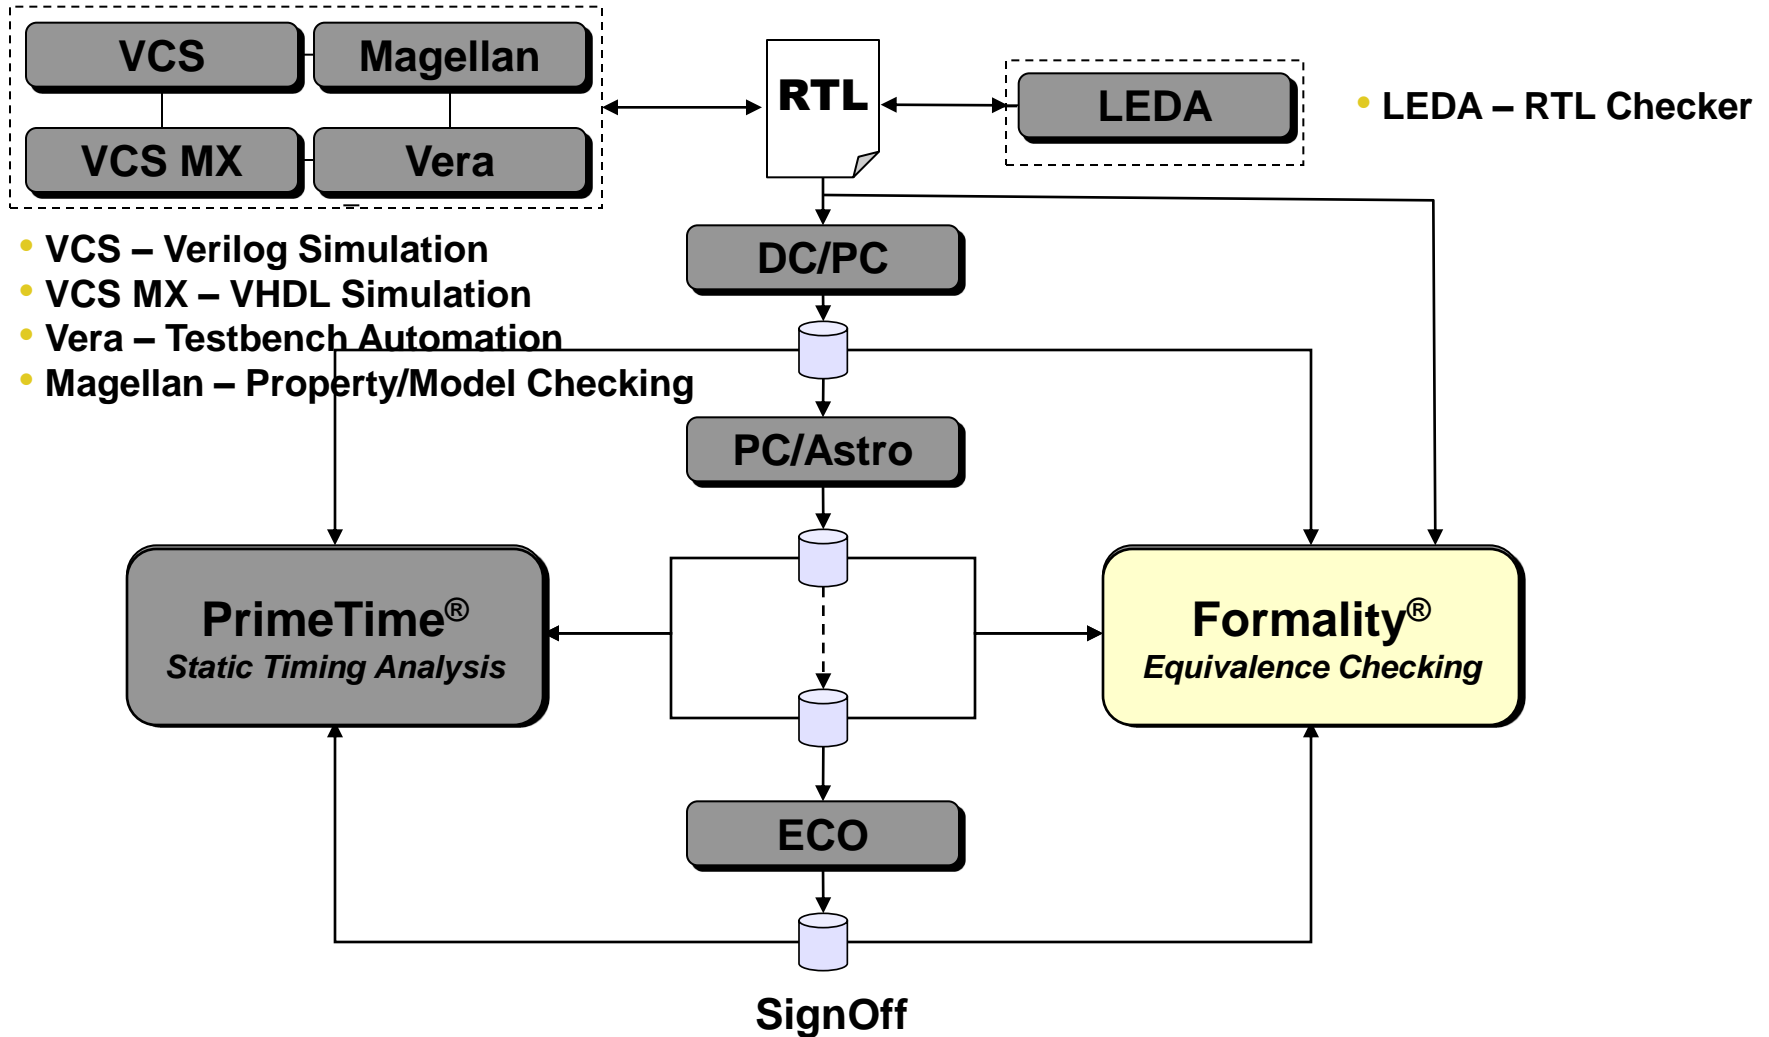 VCS
Magellan
RTL
LEDA
• LEDA – RTL Checker
VCS MX
Vera
• VCS – Verilog Simulation
• VCS MX – VHDL Simulation
• Vera – Testbench Automation
• Magellan – Property/Model Checking
DC/PC
PC/Astro
PrimeTime®
Static Timing Analysis
Formality®
Equivalence Checking
ECO
SignOff